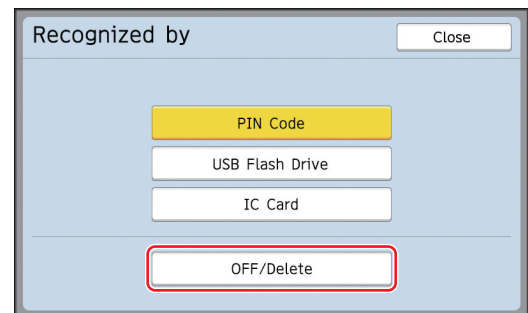 Recognized by
Close
PIN Code
USB Flash Drive
IC Card
OFF/Delete